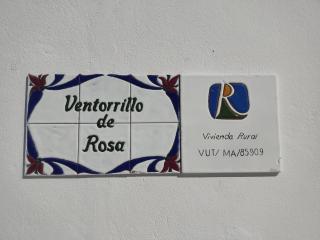 Ventorrillo
de
Rosa
R
Vivienda Rural
VUT/ MA/85909